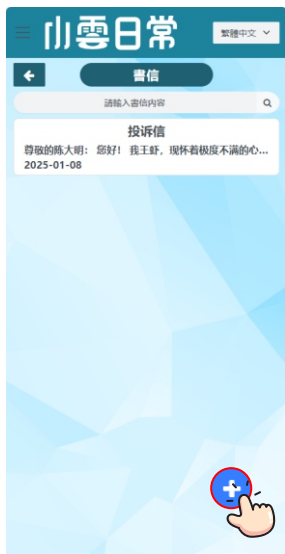 小雲日常
繁體中文
書信
請輸入書信內容
投诉信
尊敬的陈大明： 您好！ 我王虾，现怀着极度不满的心...
2025-01-08